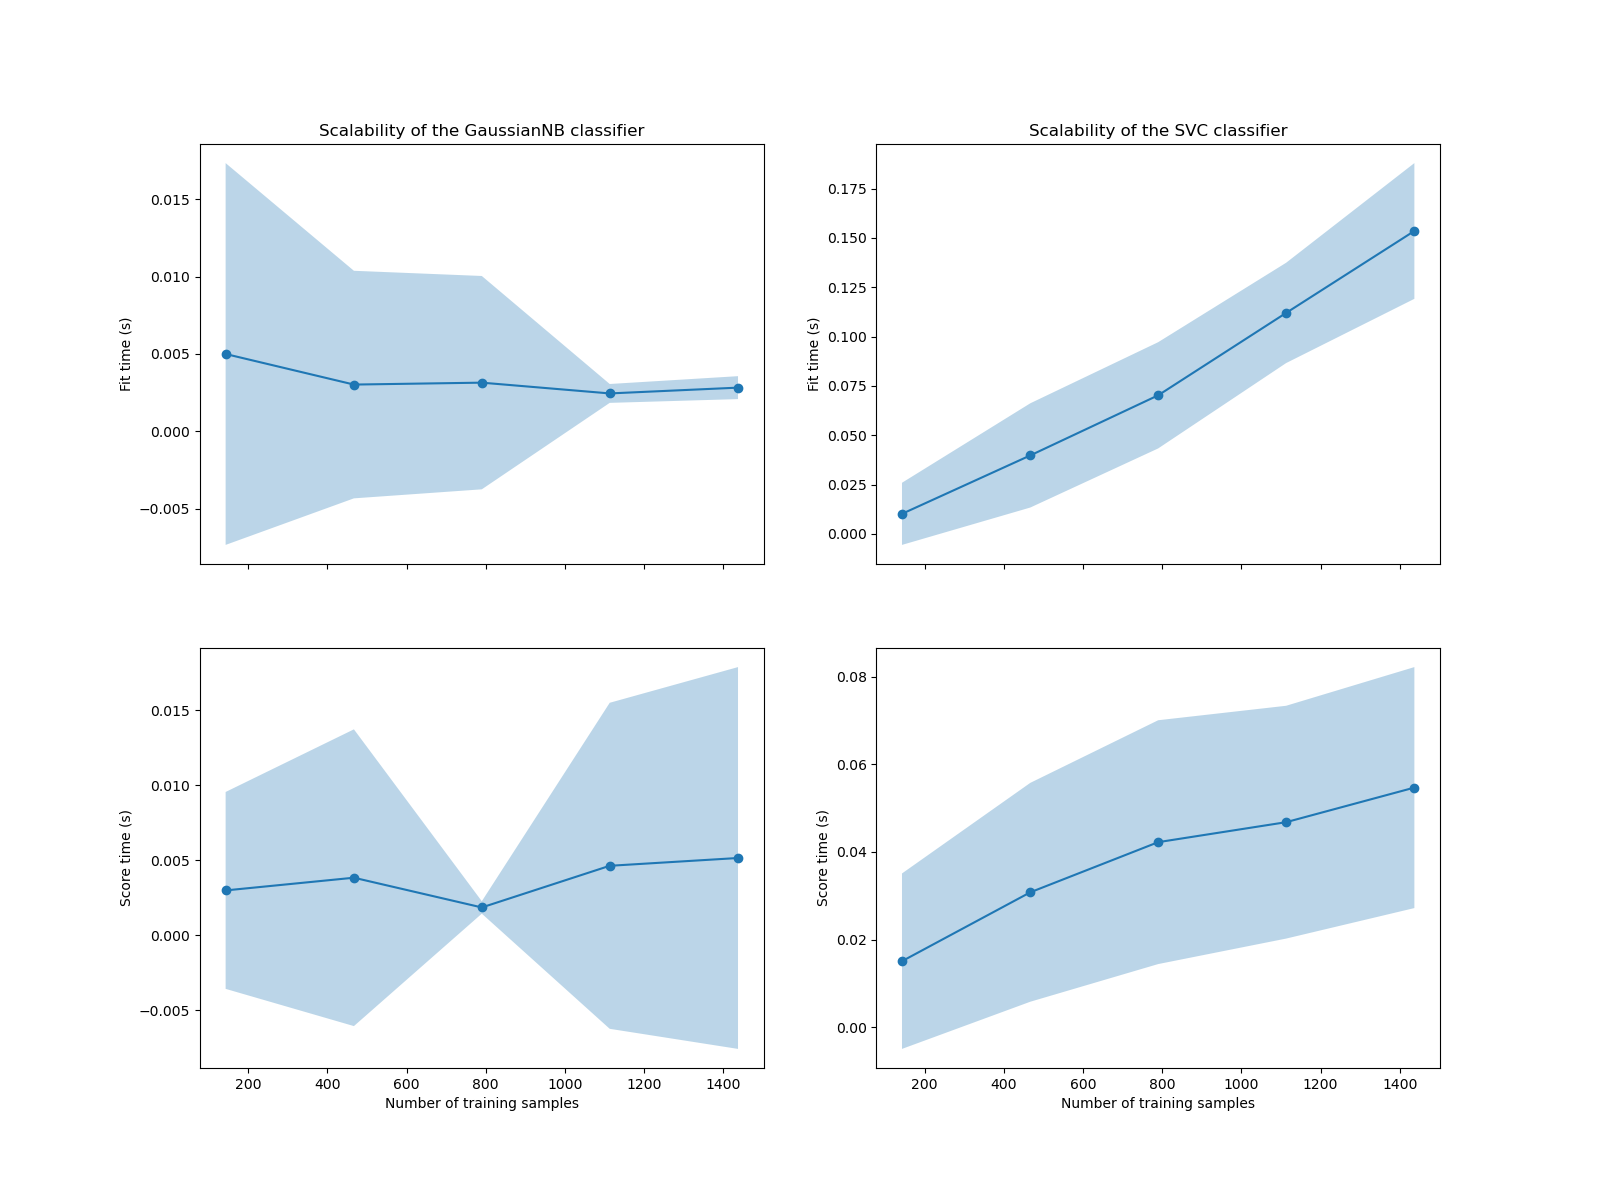 Scalability of the GaussianNB classifier
Fit time (s)
0.015
0.010
0.005
0.000
−0.005
Scalability of the SVC classifier
Fit time (s)
0.175
0.150
0.125
0.100
0.075
0.050
0.025
0.000
Score time (s)
0.015
0.010
0.005
0.000
−0.005
200 400 600 800 1000 1200 1400
Number of training samples
Score time (s)
0.08
0.06
0.04
0.02
0.00
200 400 600 800 1000 1200 1400
Number of training samples